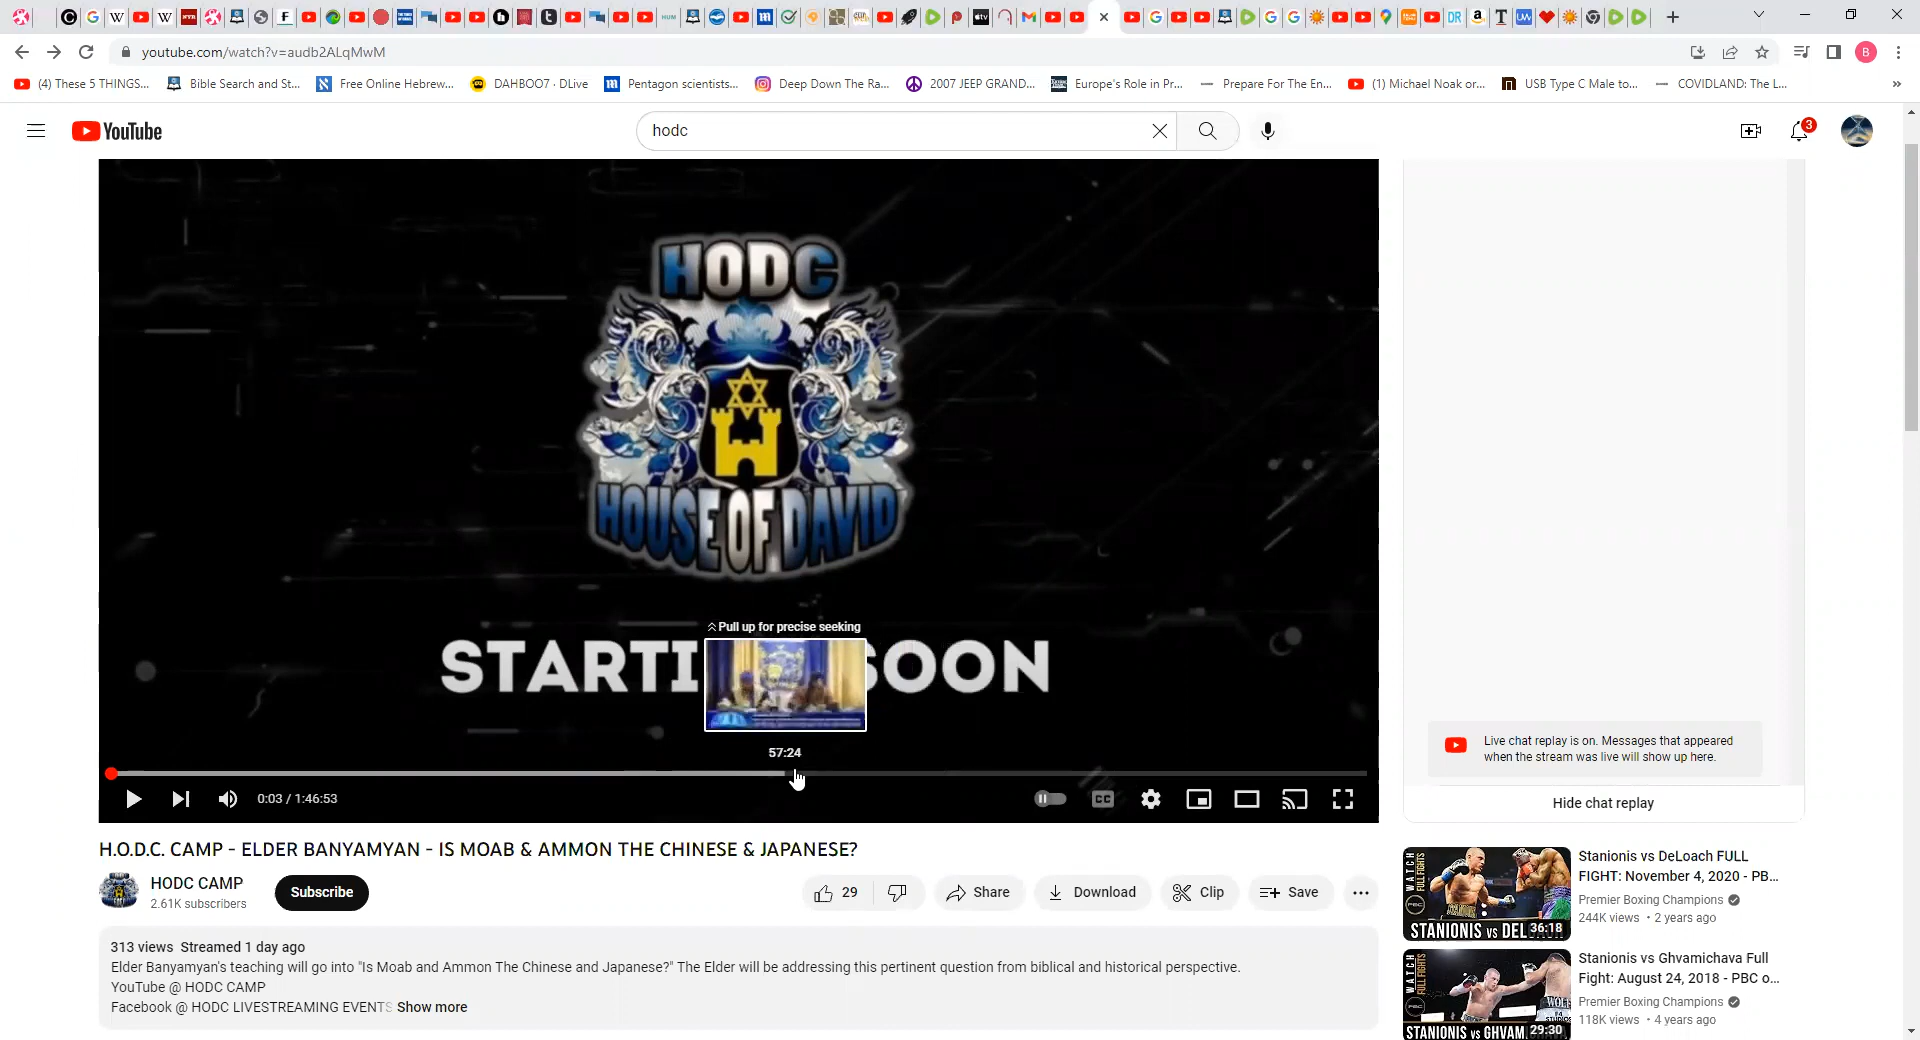 youtube.com/watch?v=audb2ALqMwM
B
(4) These 5 THINGS...
Bible Search and St...
Free Online Hebrew...
DAHBOO7 · DLive
Pentagon scientists...
Deep Down The Ra...
2007 JEEP GRAND...
Europe's Role in Pr...
Prepare For The En...
(1) Michael Noak or...
USB Type C Male to...
COVIDLAND: The L...
»
YouTube
hodc
3
HODC
HOUSE OF DAVID
Pull up for precise seeking
STARTI SOON
57:24
0:03 / 1:46:53
CC
Live chat replay is on. Messages that appeared
when the stream was live will show up here.
Hide chat replay
H.O.D.C. CAMP - ELDER BANYAMYAN - IS MOAB & AMMON THE CHINESE & JAPANESE?
HODC CAMP
2.61K subscribers
Subscribe
29
Share
Download
Clip
Save
313 views Streamed 1 day ago
Elder Banyamyan's teaching will go into "Is Moab and Ammon The Chinese and Japanese?" The Elder will be addressing this pertinent question from biblical and historical perspective.
YouTube @ HODC CAMP
Facebook @ HODC LIVESTREAMING EVENTS Show more
WATCH FULL FIGHTS
PBC
STANIONIS VS DEL
36:18
Stanionis vs DeLoach FULL
FIGHT: November 4, 2020 - PB...
Premier Boxing Champions
244K views • 2 years ago
WATCH FULL FIGHTS
PBC
STANIONIS VS GHVAM
29:30
Stanionis vs Ghvamichava Full
Fight: August 24, 2018 - PBC o...
Premier Boxing Champions
118K views • 4 years ago